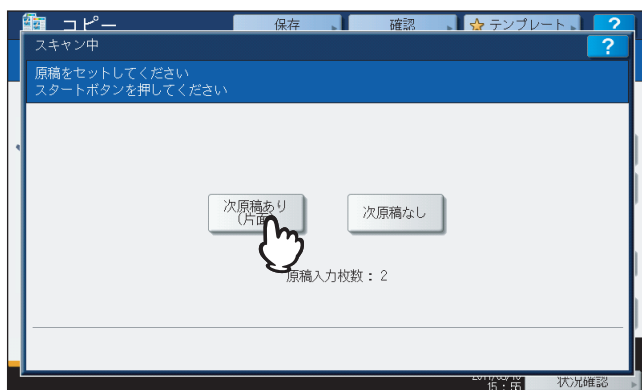 コピー
保存
確認
テンプレート
?
スキャン中
?
原稿をセットしてください
スタートボタンを押してください
次原稿あり
(片面
次原稿なし
原稿入力枚数： 2
15 : 55
状況確認